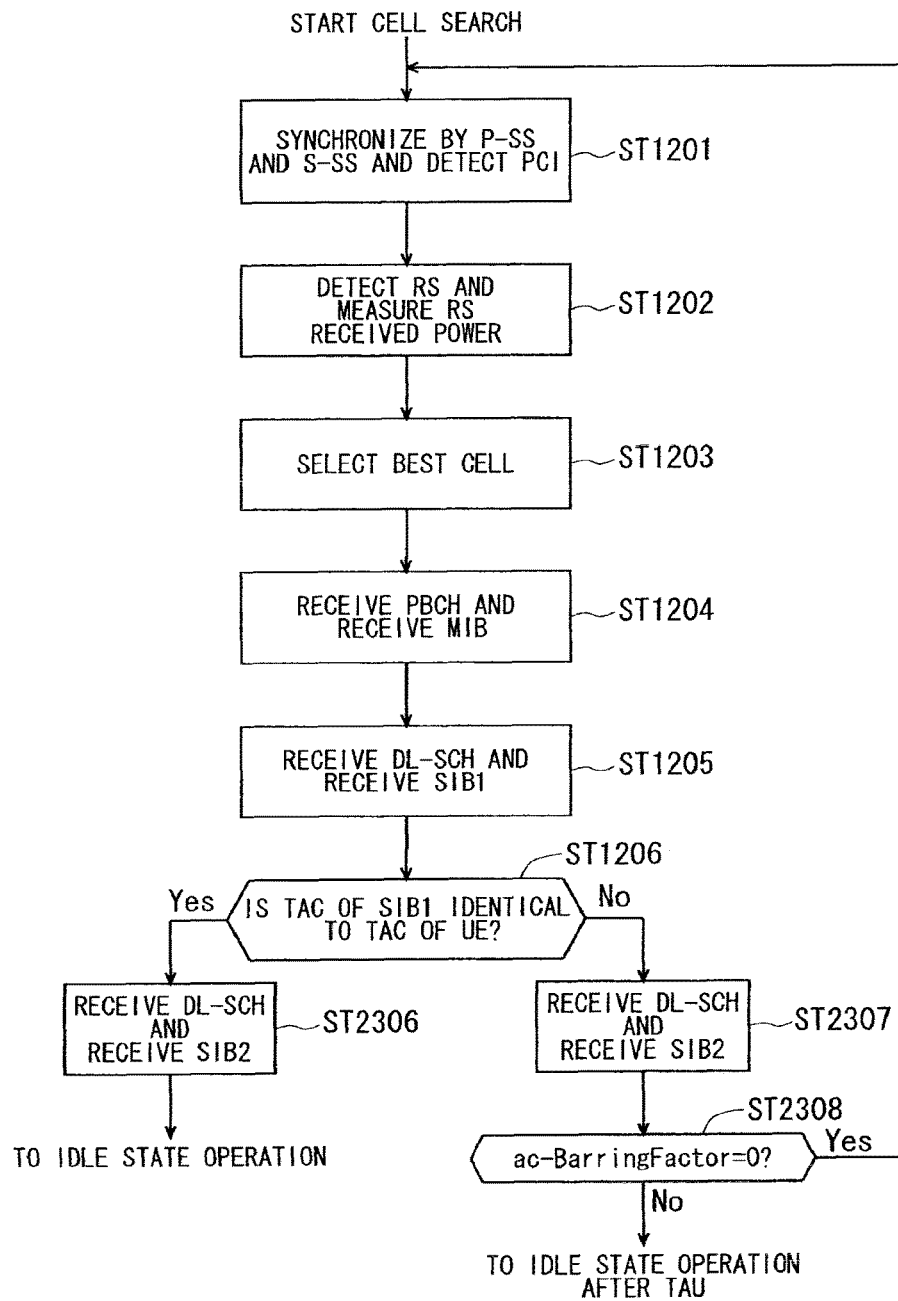 START CELL SEARCH
SYNCHRONIZE BY P-SS
AND S-SS AND DETECT PCI
ST1201
DETECT RS AND
MEASURE RS
RECEIVED POWER
ST1202
SELECT BEST CELL
ST1203
RECEIVE PBCH AND
RECEIVE MIB
ST1204
RECEIVE DL-SCH AND
RECEIVE SIB1
ST1205
ST1206
Yes
IS TAC OF SIB1 IDENTICAL
TO TAC OF UE?
No
RECEIVE DL-SCH
AND
RECEIVE SIB2
ST2306
RECEIVE DL-SCH
AND
RECEIVE SIB2
ST2307
TO IDLE STATE OPERATION
ST2308
ac-BarringFactor=0?
Yes
No
TO IDLE STATE OPERATION
AFTER TAU